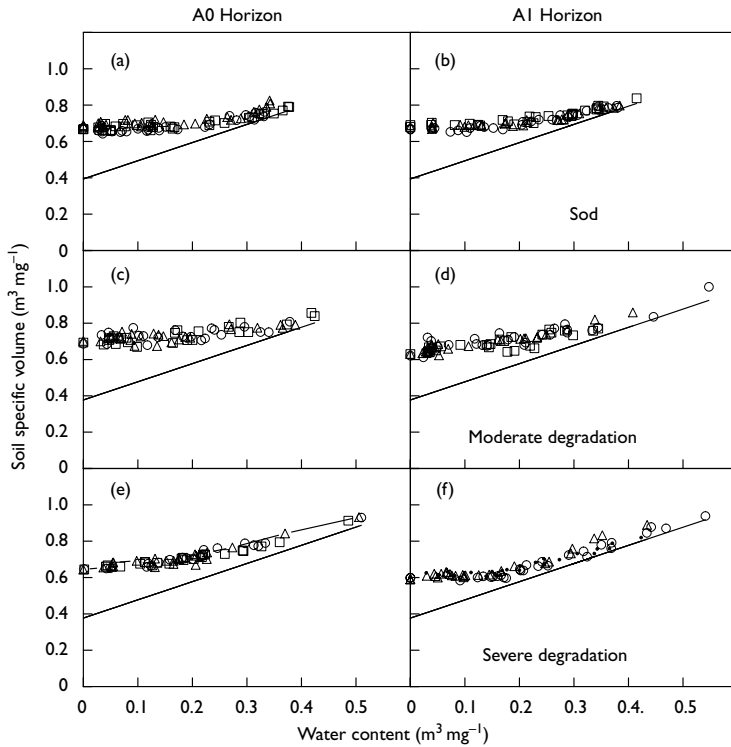 A0 Horizon A1 Horizon
(a) (b)
1.0
0.8
0.6
0.4
0.2
0
Sod
(c) (d)
1.0
0.8
0.6
0.4
0.2
0
Moderate degradation
(e) (f)
1.0
0.8
0.6
0.4
0.2
0
Severe degradation
0 0.1 0.2 0.3 0.4 0.5 0 0.1 0.2 0.3 0.4. 0.5
Water content (m³ mg⁻¹)
Soil specific volume (m³ mg⁻¹)